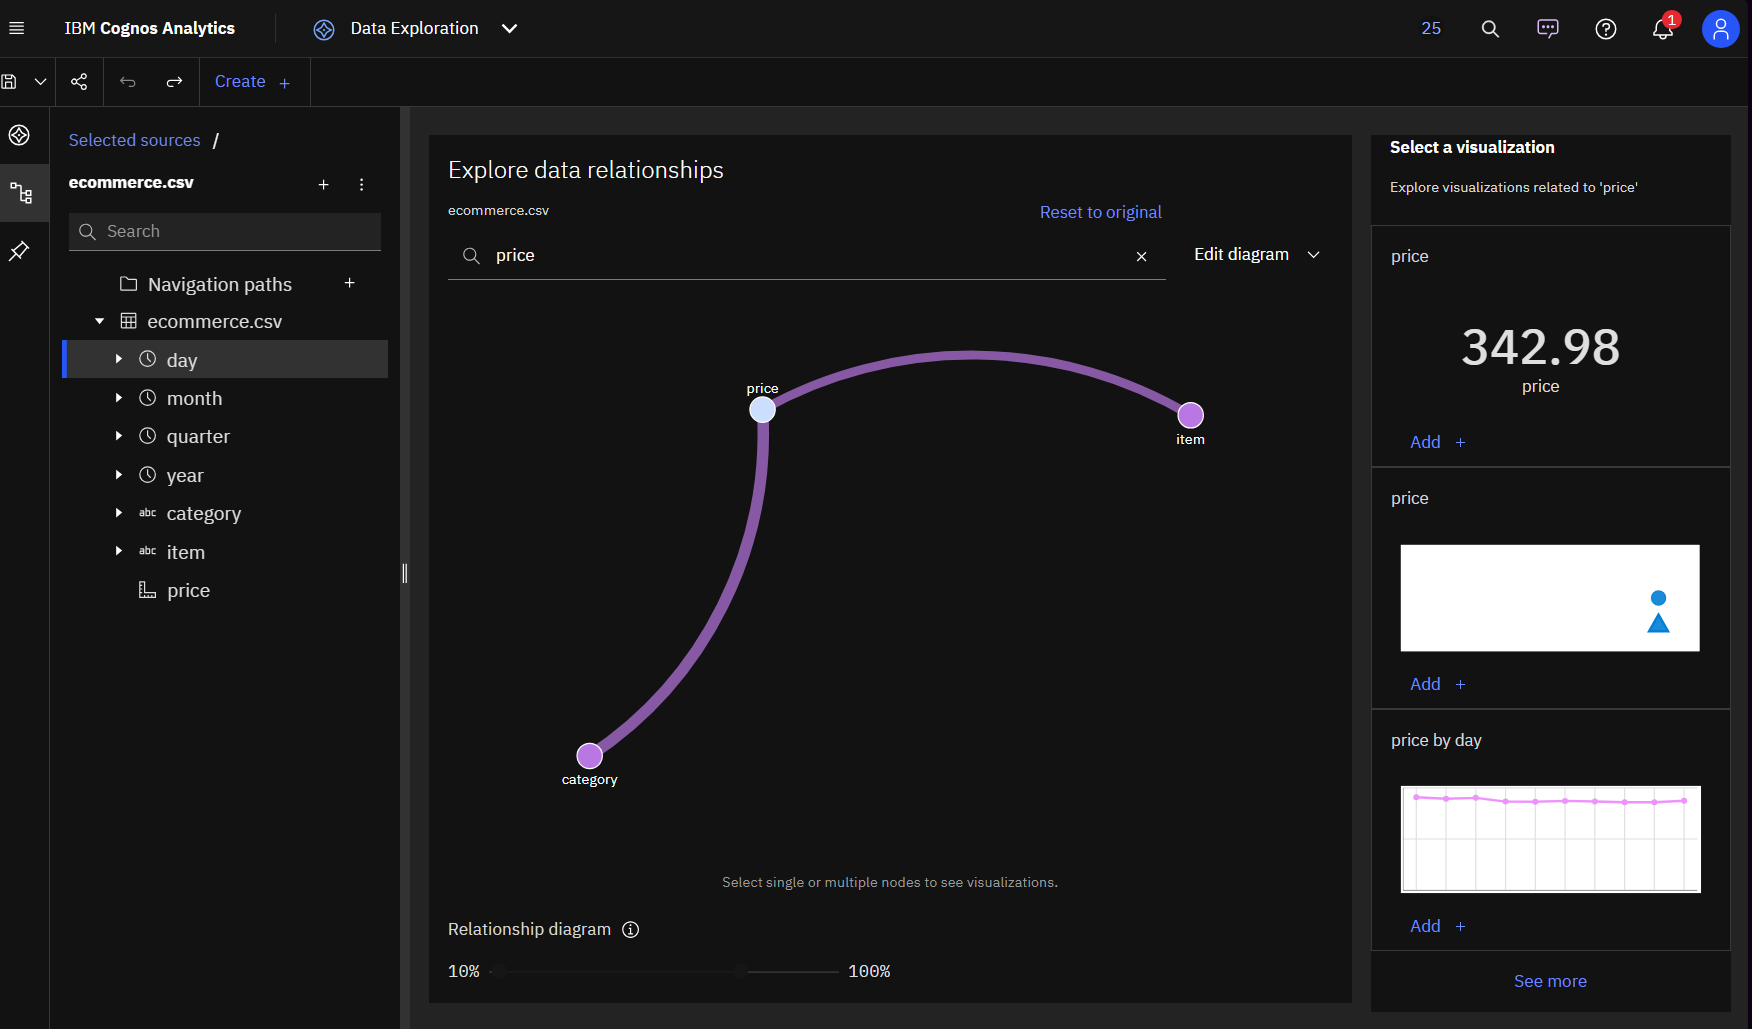 IBM Cognos Analytics
Data Exploration
25
1
Create +
Selected sources /
ecommerce.csv
Search
Navigation paths
ecommerce.csv
day
month
quarter
year
abc category
abc item
price
Explore data relationships
ecommerce.csv
Reset to original
price
Edit diagram
price
item
category
Select single or multiple nodes to see visualizations.
Relationship diagram
10%
100%
Select a visualization
Explore visualizations related to 'price'
price
342.98
price
Add +
price
Add +
price by day
Add +
See more